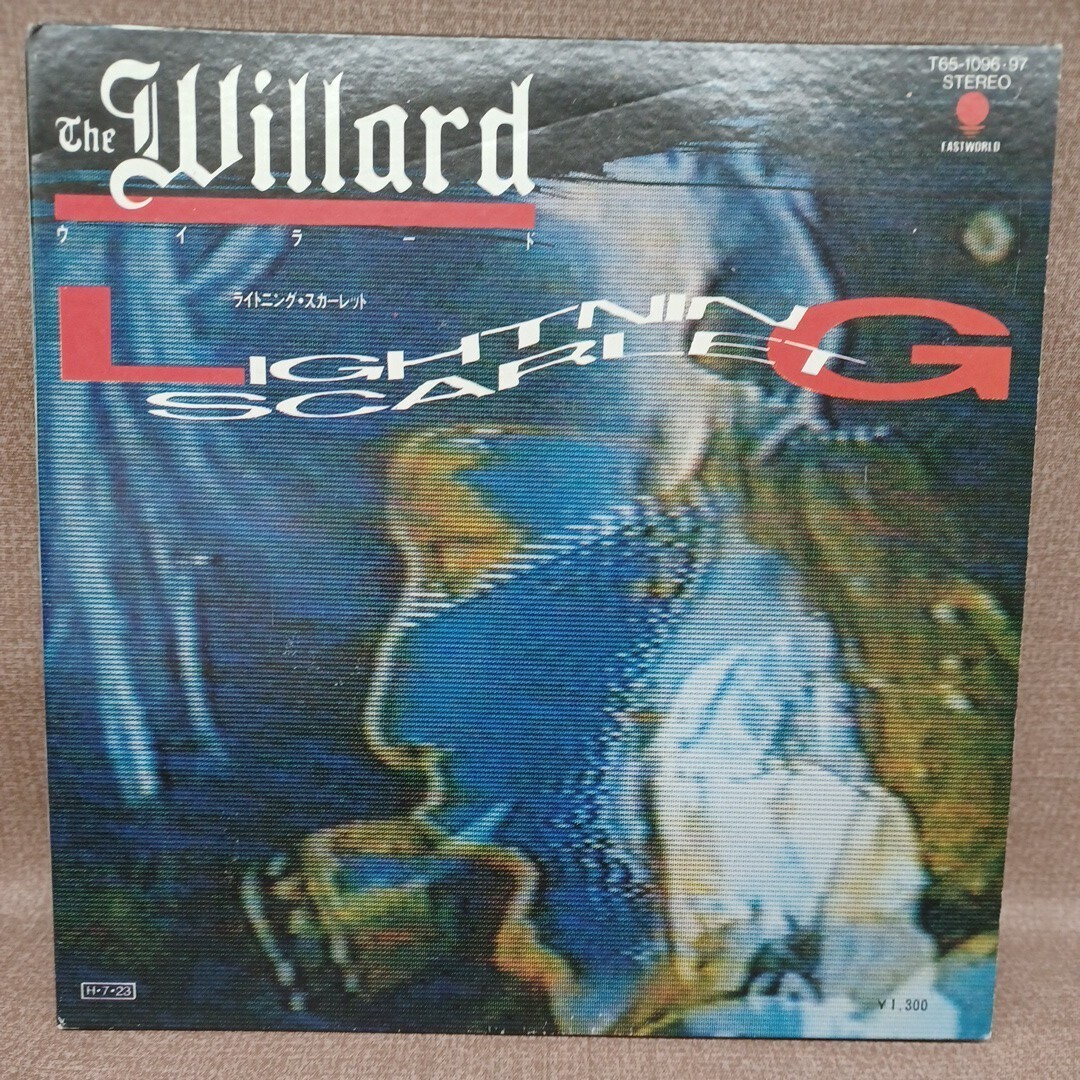 The Willard
ウイラード
T65-1096・97
STEREO
EASTWORLD
ライトニング・スカーレット
LIGHTNING
SCARLET
H・7・23
¥1,300